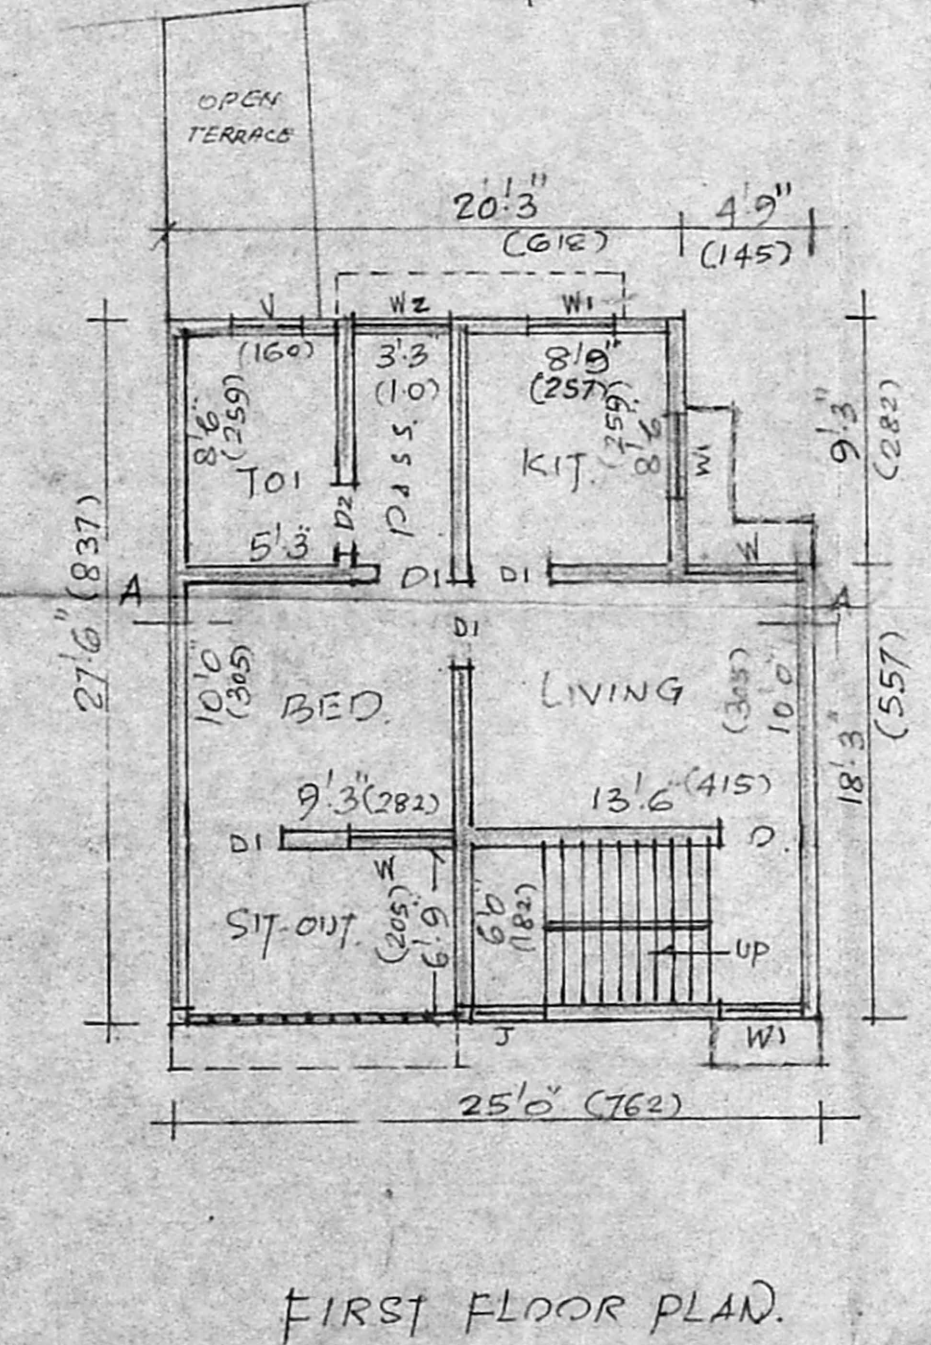 OPEN
TERRACE
20'.3"
(618)
4'.9"
(145)
V
W2
W1
(160)
3'.3"
(1.0)
8'.9"
(257)
8'.6"
(259)
TOI
5'.3"
D2
Pass.
KIT.
(259)
8'.6"
W1
W
9'.3"
(282)
27'.6" (837)
A
D1
D1
A
D1
10'.0"
(305)
BED.
LIVING
(305)
10'.0"
18'.3"
(557)
9'.3" (282)
13'.6" (415)
D1
W
D.
SIT-OUT.
(205)
6'.9"
6'.0"
(182)
UP
J
W1
25'.0" (762)
FIRST FLOOR PLAN.